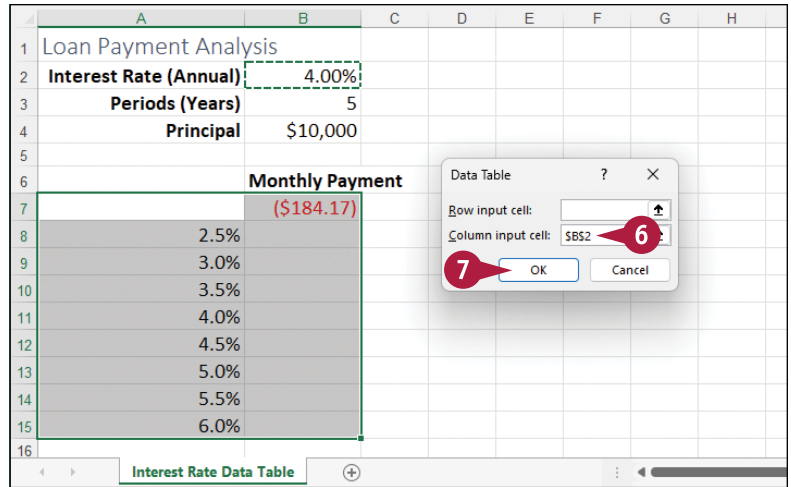 A B C D E F G H
1 Loan Payment Analysis
2 Interest Rate (Annual) 4.00%
3 Periods (Years) 5
4 Principal $10,000
5
6 Monthly Payment
7 ($184.17)
8 2.5%
9 3.0%
10 3.5%
11 4.0%
12 4.5%
13 5.0%
14 5.5%
15 6.0%
16
Data Table ? ×
Row input cell:
Column input cell: $B$2 6
7 OK Cancel
Interest Rate Data Table